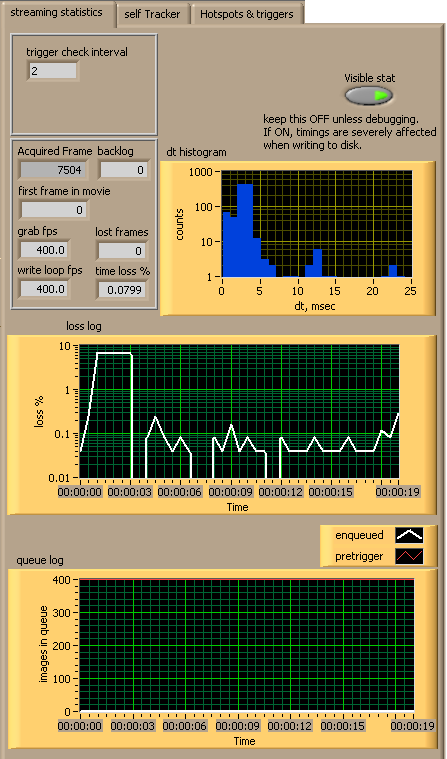 streaming statistics
self Tracker
Hotspots & triggers
trigger check interval
2
Visible stat
keep this OFF unless debugging.
If ON, timings are severely affected
when writing to disk.
Acquired Frame
backlog
7504
0
first frame in movie
0
grab fps
lost frames
400.0
0
write loop fps
time loss %
400.0
0.0799
dt histogram
1000
100
10
1
counts
0
5
10
15
20
25
dt, msec
loss log
10
1
0.1
0.01
loss %
00:00:00
00:00:03
00:00:06
00:00:09
00:00:12
00:00:15
00:00:19
Time
enqueued
pretrigger
queue log
400
300
200
100
0
images in queue
00:00:00
00:00:03
00:00:06
00:00:09
00:00:12
00:00:15
00:00:19
Time